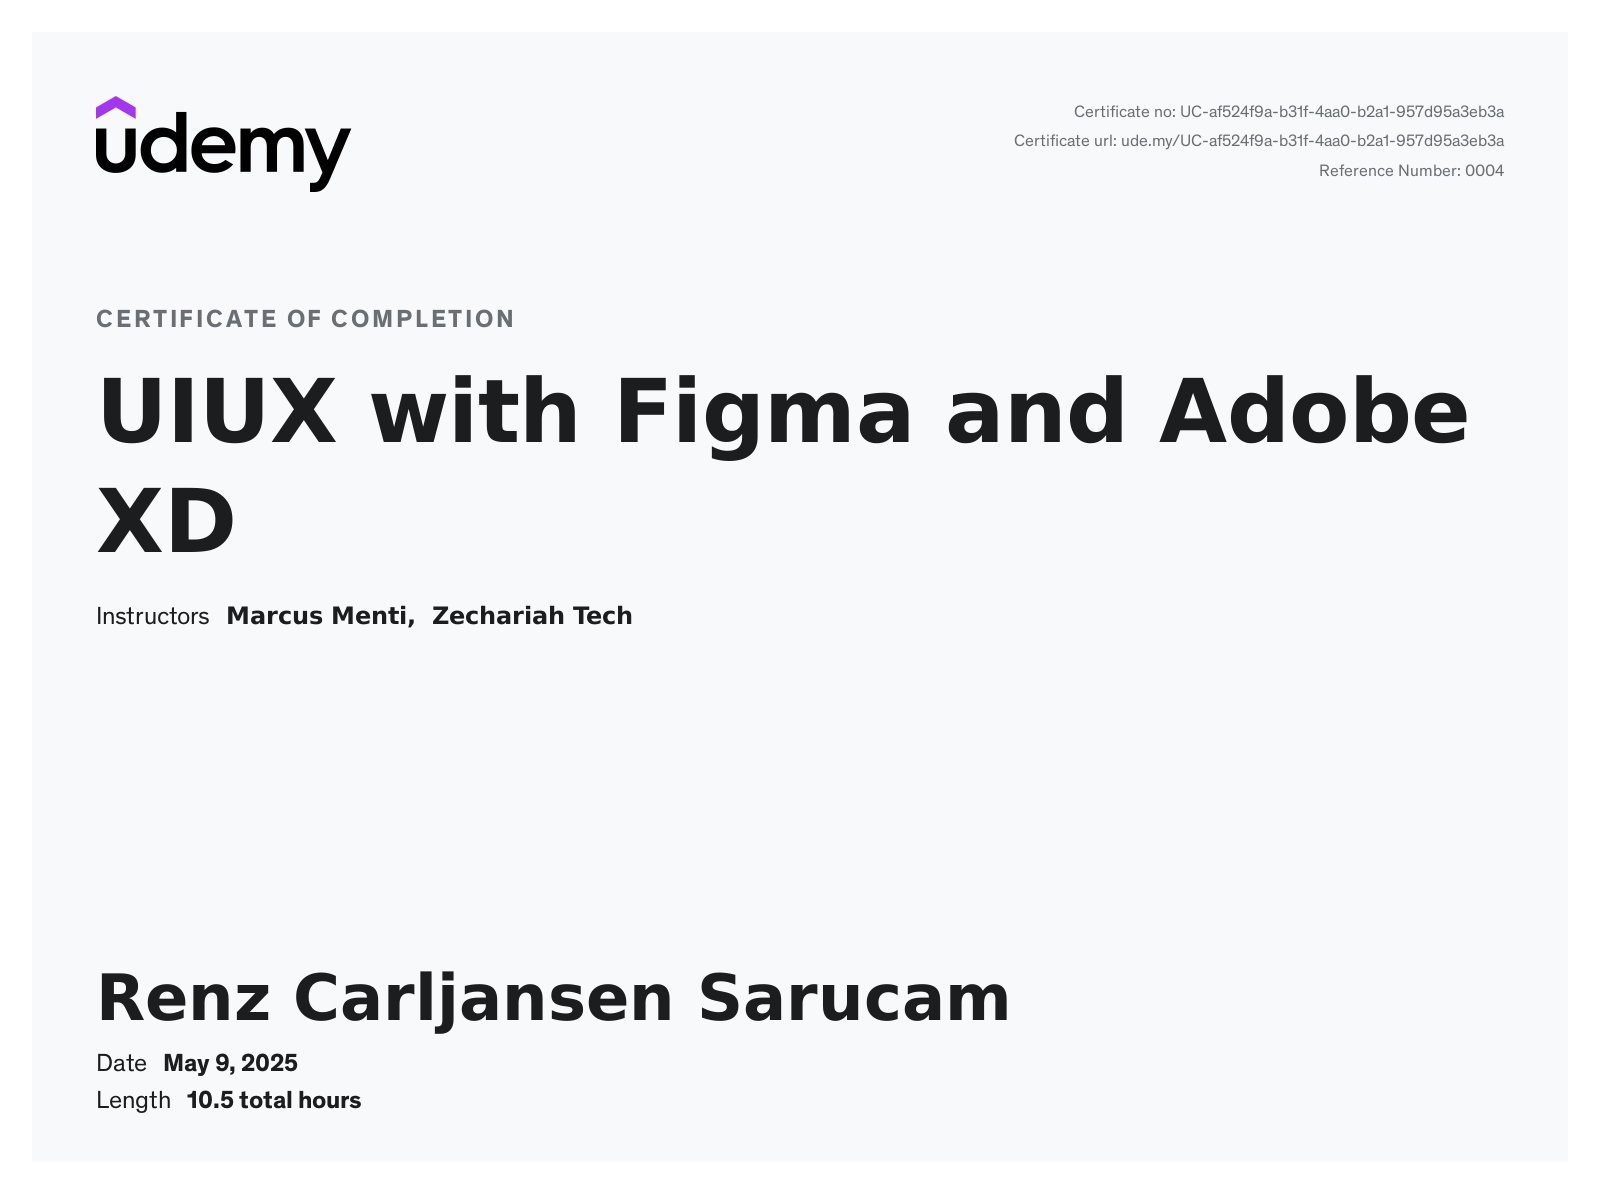 udemy
Certificate no: UC-af524f9a-b31f-4aa0-b2a1-957d95a3eb3a
Certificate url: ude.my/UC-af524f9a-b31f-4aa0-b2a1-957d95a3eb3a
Reference Number: 0004
CERTIFICATE OF COMPLETION
UIUX with Figma and Adobe
XD
Instructors Marcus Menti, Zechariah Tech
Renz Carljansen Sarucam
Date May 9, 2025
Length 10.5 total hours